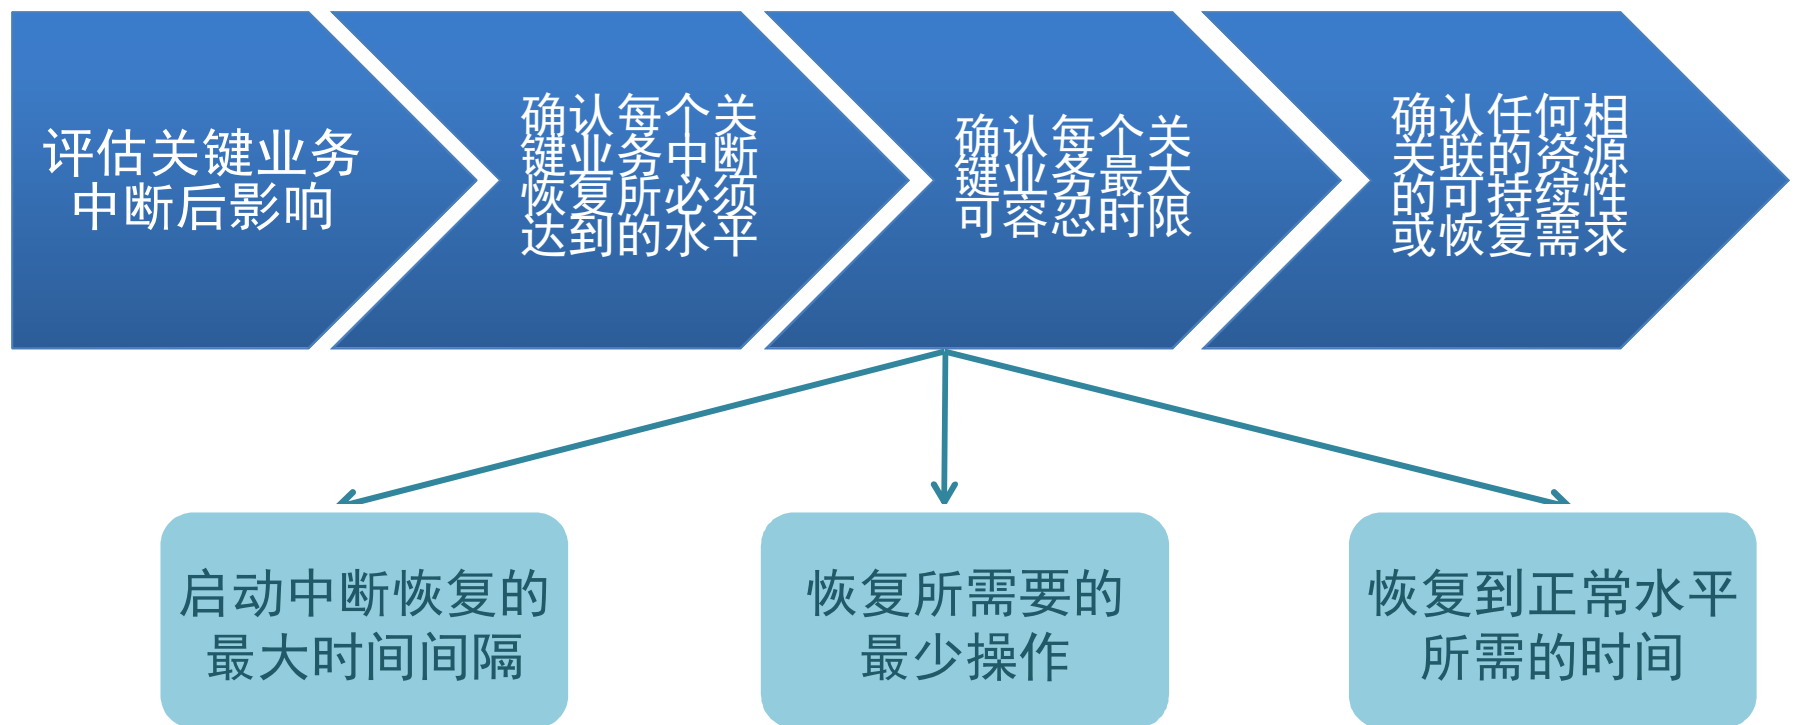 评估关键业务
中断后影响
确认每个关
键业务中断
恢复所必须
达到的水平
确认每个关
键业务最大
可容忍时限
确认任何相
关联的资源
的可持续性
或恢复需求
启动中断恢复的
最大时间间隔
恢复所需要的
最少操作
恢复到正常水平
所需的时间